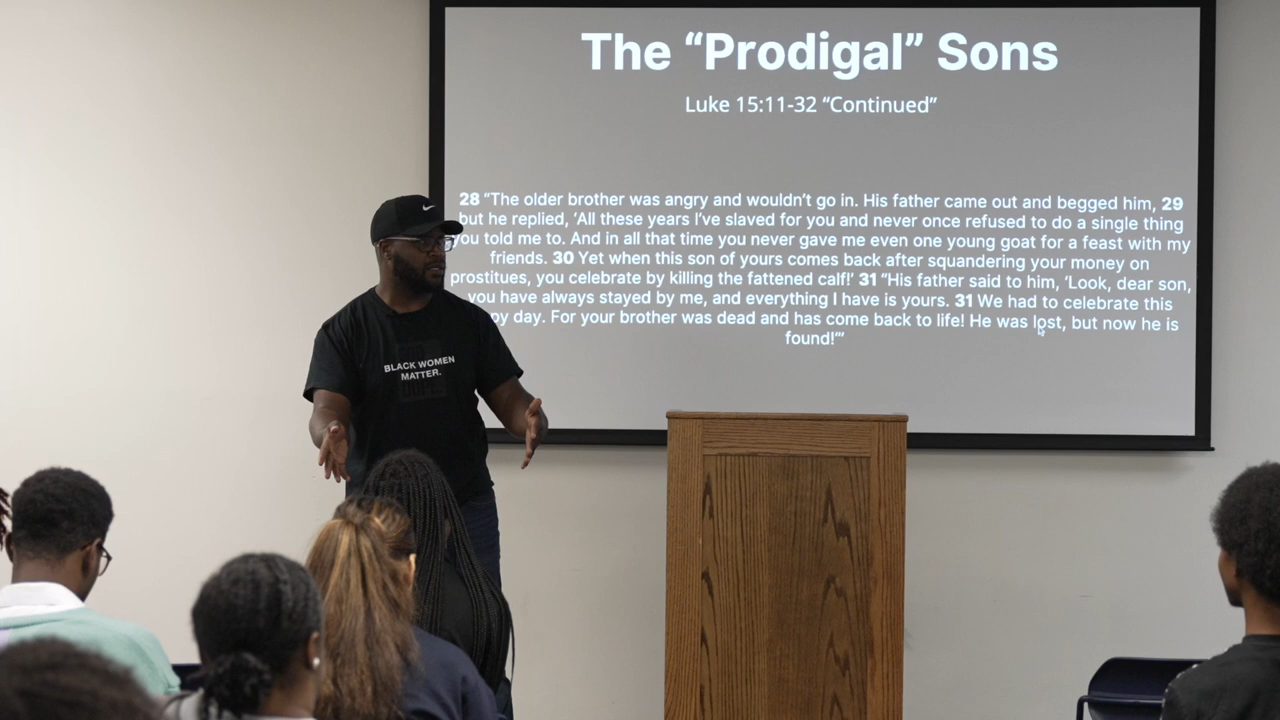 The “Prodigal” Sons
Luke 15:11-32 “Continued”
28 “The older brother was angry and wouldn’t go in. His father came out and begged him, 29
but he replied, ‘All these years I’ve slaved for you and never once refused to do a single thing
you told me to. And in all that time you never gave me even one young goat for a feast with my
friends. 30 Yet when this son of yours comes back after squandering your money on
prostitues, you celebrate by killing the fattened calf!’ 31 “His father said to him, ‘Look, dear son,
you have always stayed by me, and everything I have is yours. 31 We had to celebrate this
py day. For your brother was dead and has come back to life! He was lost, but now he is
found!’”
BLACK WOMEN
MATTER.